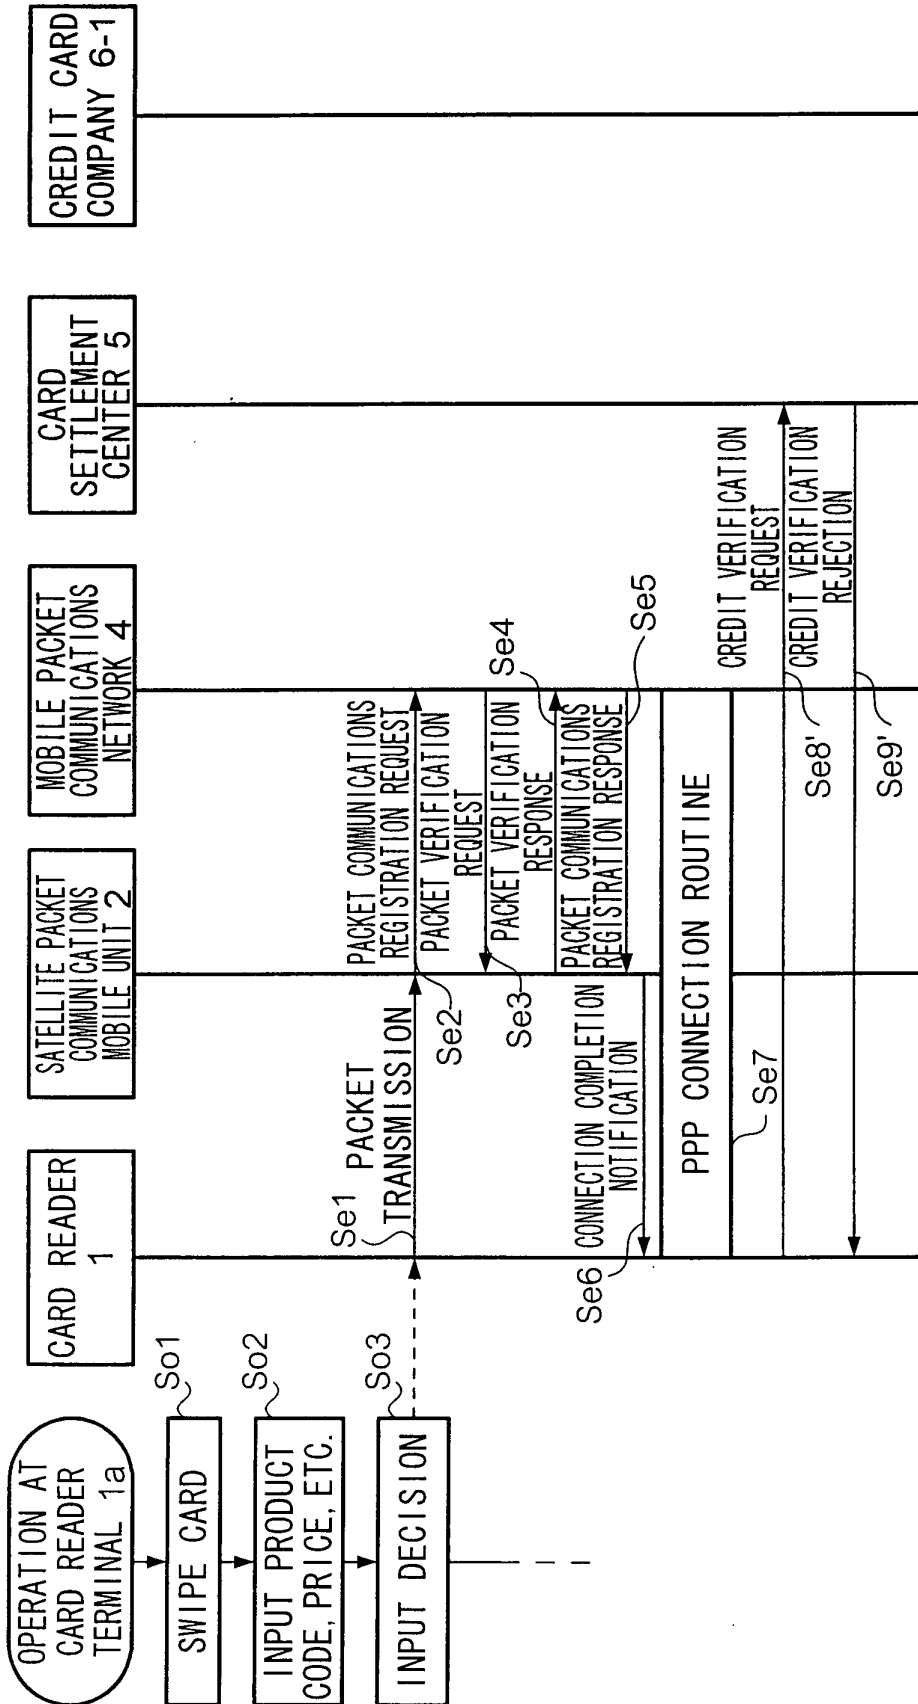 OPERATION AT
CARD READER
TERMINAL 1a
SWIPE CARD
So1
INPUT PRODUCT
CODE, PRICE, ETC.
So2
INPUT DECISION
So3
CARD READER
1
SATELLITE PACKET
COMMUNICATIONS
MOBILE UNIT 2
MOBILE PACKET
COMMUNICATIONS
NETWORK 4
CARD
SETTLEMENT
CENTER 5
CREDIT CARD
COMPANY 6-1
Se1
PACKET
TRANSMISSION
PACKET COMMUNICATIONS
REGISTRATION REQUEST
Se2
PACKET VERIFICATION
REQUEST
Se3
PACKET VERIFICATION
RESPONSE
Se4
PACKET COMMUNICATIONS
REGISTRATION RESPONSE
Se5
CONNECTION COMPLETION
NOTIFICATION
Se6
PPP CONNECTION ROUTINE
Se7
CREDIT VERIFICATION
REQUEST
Se8'
CREDIT VERIFICATION
REJECTION
Se9'